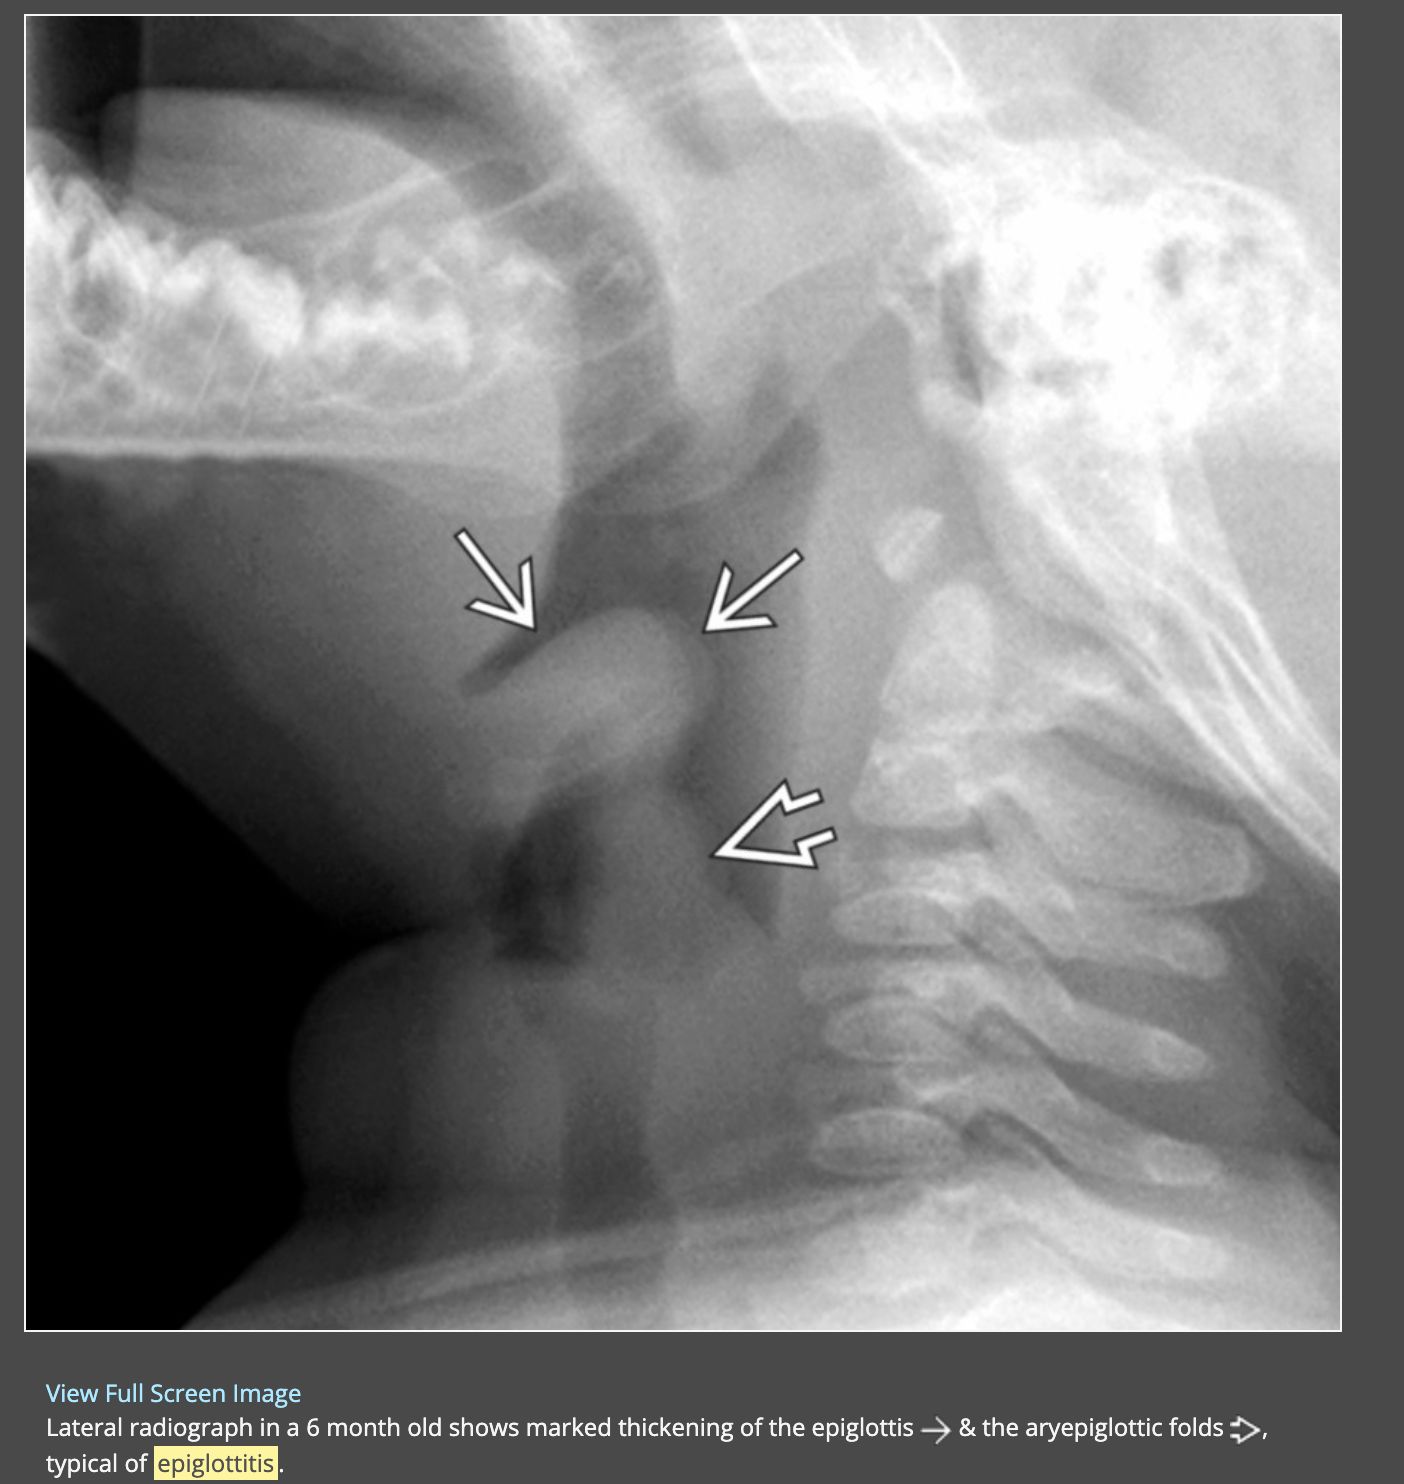 View Full Screen Image
Lateral radiograph in a 6 month old shows marked thickening of the epiglottis → & the aryepiglottic folds ⇨,
typical of epiglottitis.